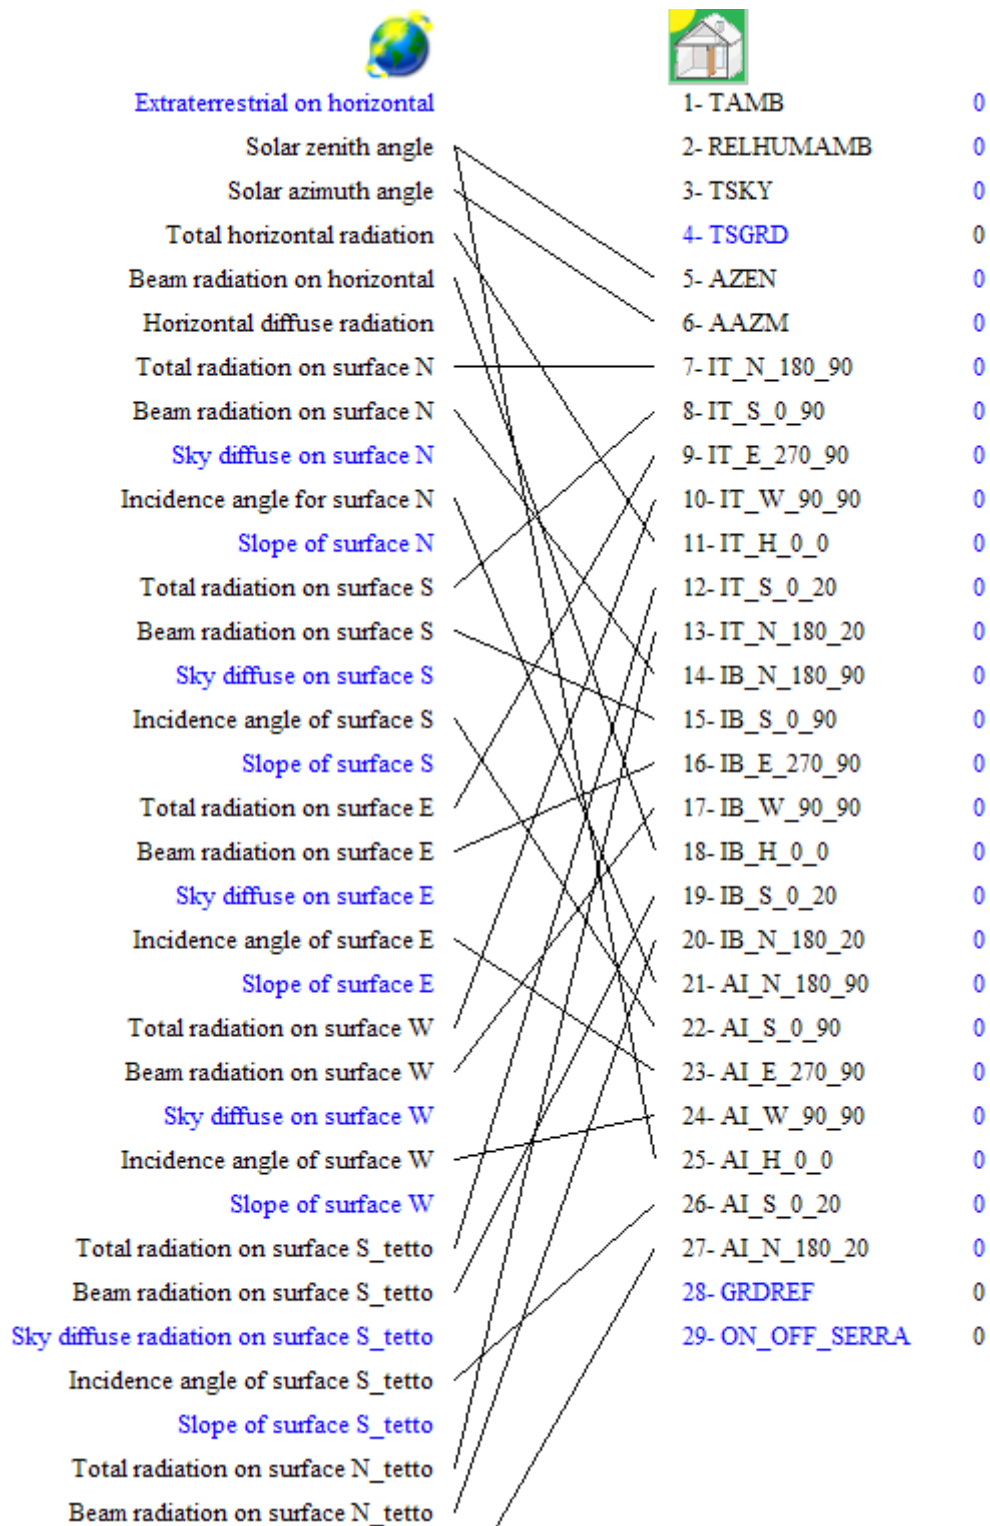 Extraterrestrial on horizontal
Solar zenith angle
Solar azimuth angle
Total horizontal radiation
Beam radiation on horizontal
Horizontal diffuse radiation
Total radiation on surface N
Beam radiation on surface N
Sky diffuse on surface N
Incidence angle for surface N
Slope of surface N
Total radiation on surface S
Beam radiation on surface S
Sky diffuse on surface S
Incidence angle of surface S
Slope of surface S
Total radiation on surface E
Beam radiation on surface E
Sky diffuse on surface E
Incidence angle of surface E
Slope of surface E
Total radiation on surface W
Beam radiation on surface W
Sky diffuse on surface W
Incidence angle of surface W
Slope of surface W
Total radiation on surface S_tetto
Beam radiation on surface S_tetto
Sky diffuse radiation on surface S_tetto
Incidence angle of surface S_tetto
Slope of surface S_tetto
Total radiation on surface N_tetto
Beam radiation on surface N_tetto
1- TAMB 0
2- RELHUMAMB 0
3- TSKY 0
4- TSGRD 0
5- AZEN 0
6- AAZM 0
7- IT_N_180_90 0
8- IT_S_0_90 0
9- IT_E_270_90 0
10- IT_W_90_90 0
11- IT_H_0_0 0
12- IT_S_0_20 0
13- IT_N_180_20 0
14- IB_N_180_90 0
15- IB_S_0_90 0
16- IB_E_270_90 0
17- IB_W_90_90 0
18- IB_H_0_0 0
19- IB_S_0_20 0
20- IB_N_180_20 0
21- AI_N_180_90 0
22- AI_S_0_90 0
23- AI_E_270_90 0
24- AI_W_90_90 0
25- AI_H_0_0 0
26- AI_S_0_20 0
27- AI_N_180_20 0
28- GRDREF 0
29- ON_OFF_SERRA 0